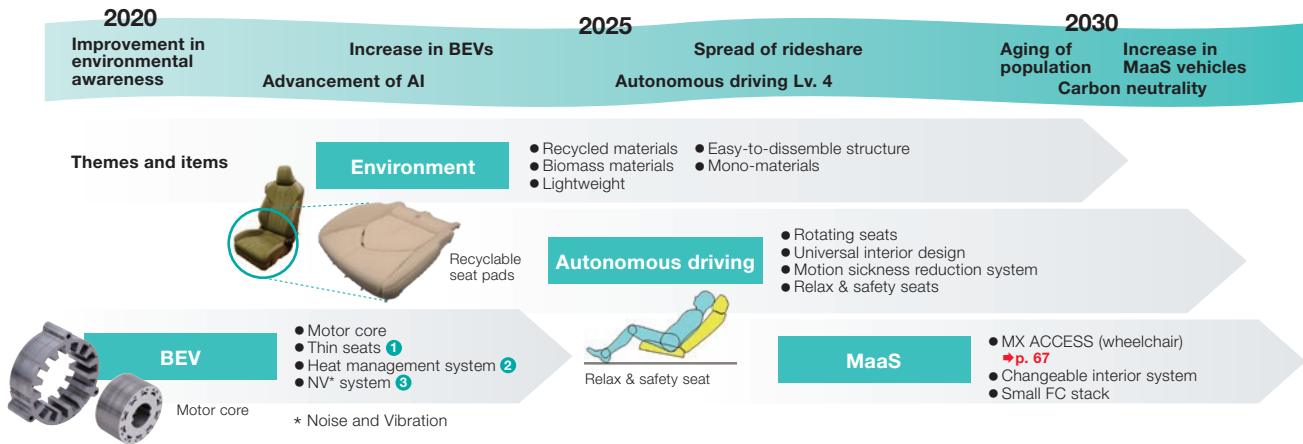 2020
2025
2030
Improvement in
environmental
awareness
Increase in BEVs
Advancement of AI
Spread of rideshare
Autonomous driving Lv. 4
Aging of
population
Increase in
MaaS vehicles
Carbon neutrality
Themes and items
Environment
● Recycled materials
● Biomass materials
● Lightweight
● Easy-to-dissemble structure
● Mono-materials
Recyclable
seat pads
Autonomous driving
● Rotating seats
● Universal interior design
● Motion sickness reduction system
● Relax & safety seats
Relax & safety seat
BEV
● Motor core
● Thin seats 1
● Heat management system 2
● NV* system 3
Motor core
* Noise and Vibration
MaaS
● MX ACCESS (wheelchair)
➡p. 67
● Changeable interior system
● Small FC stack